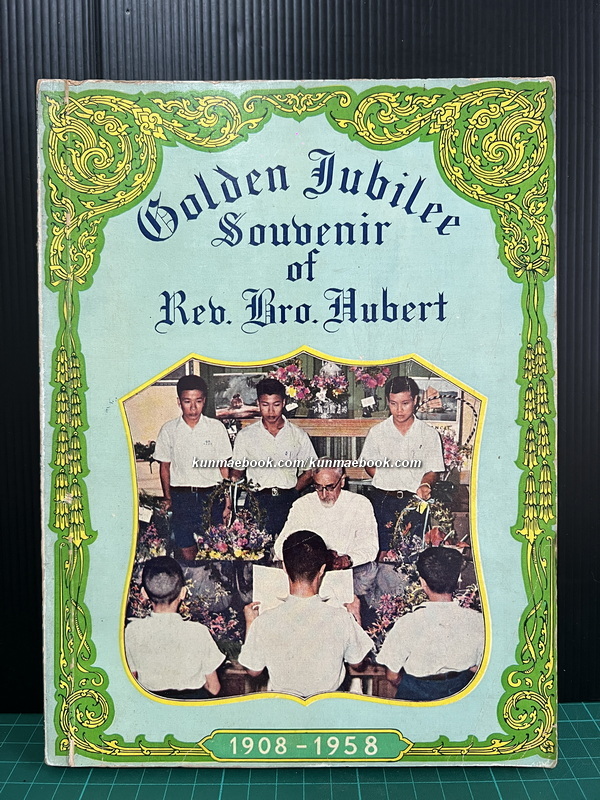 Golden Jubilee
Souvenir
of
Rev. Bro. Hubert
kunmaebook.com/kunmaebook.com
1908-1958